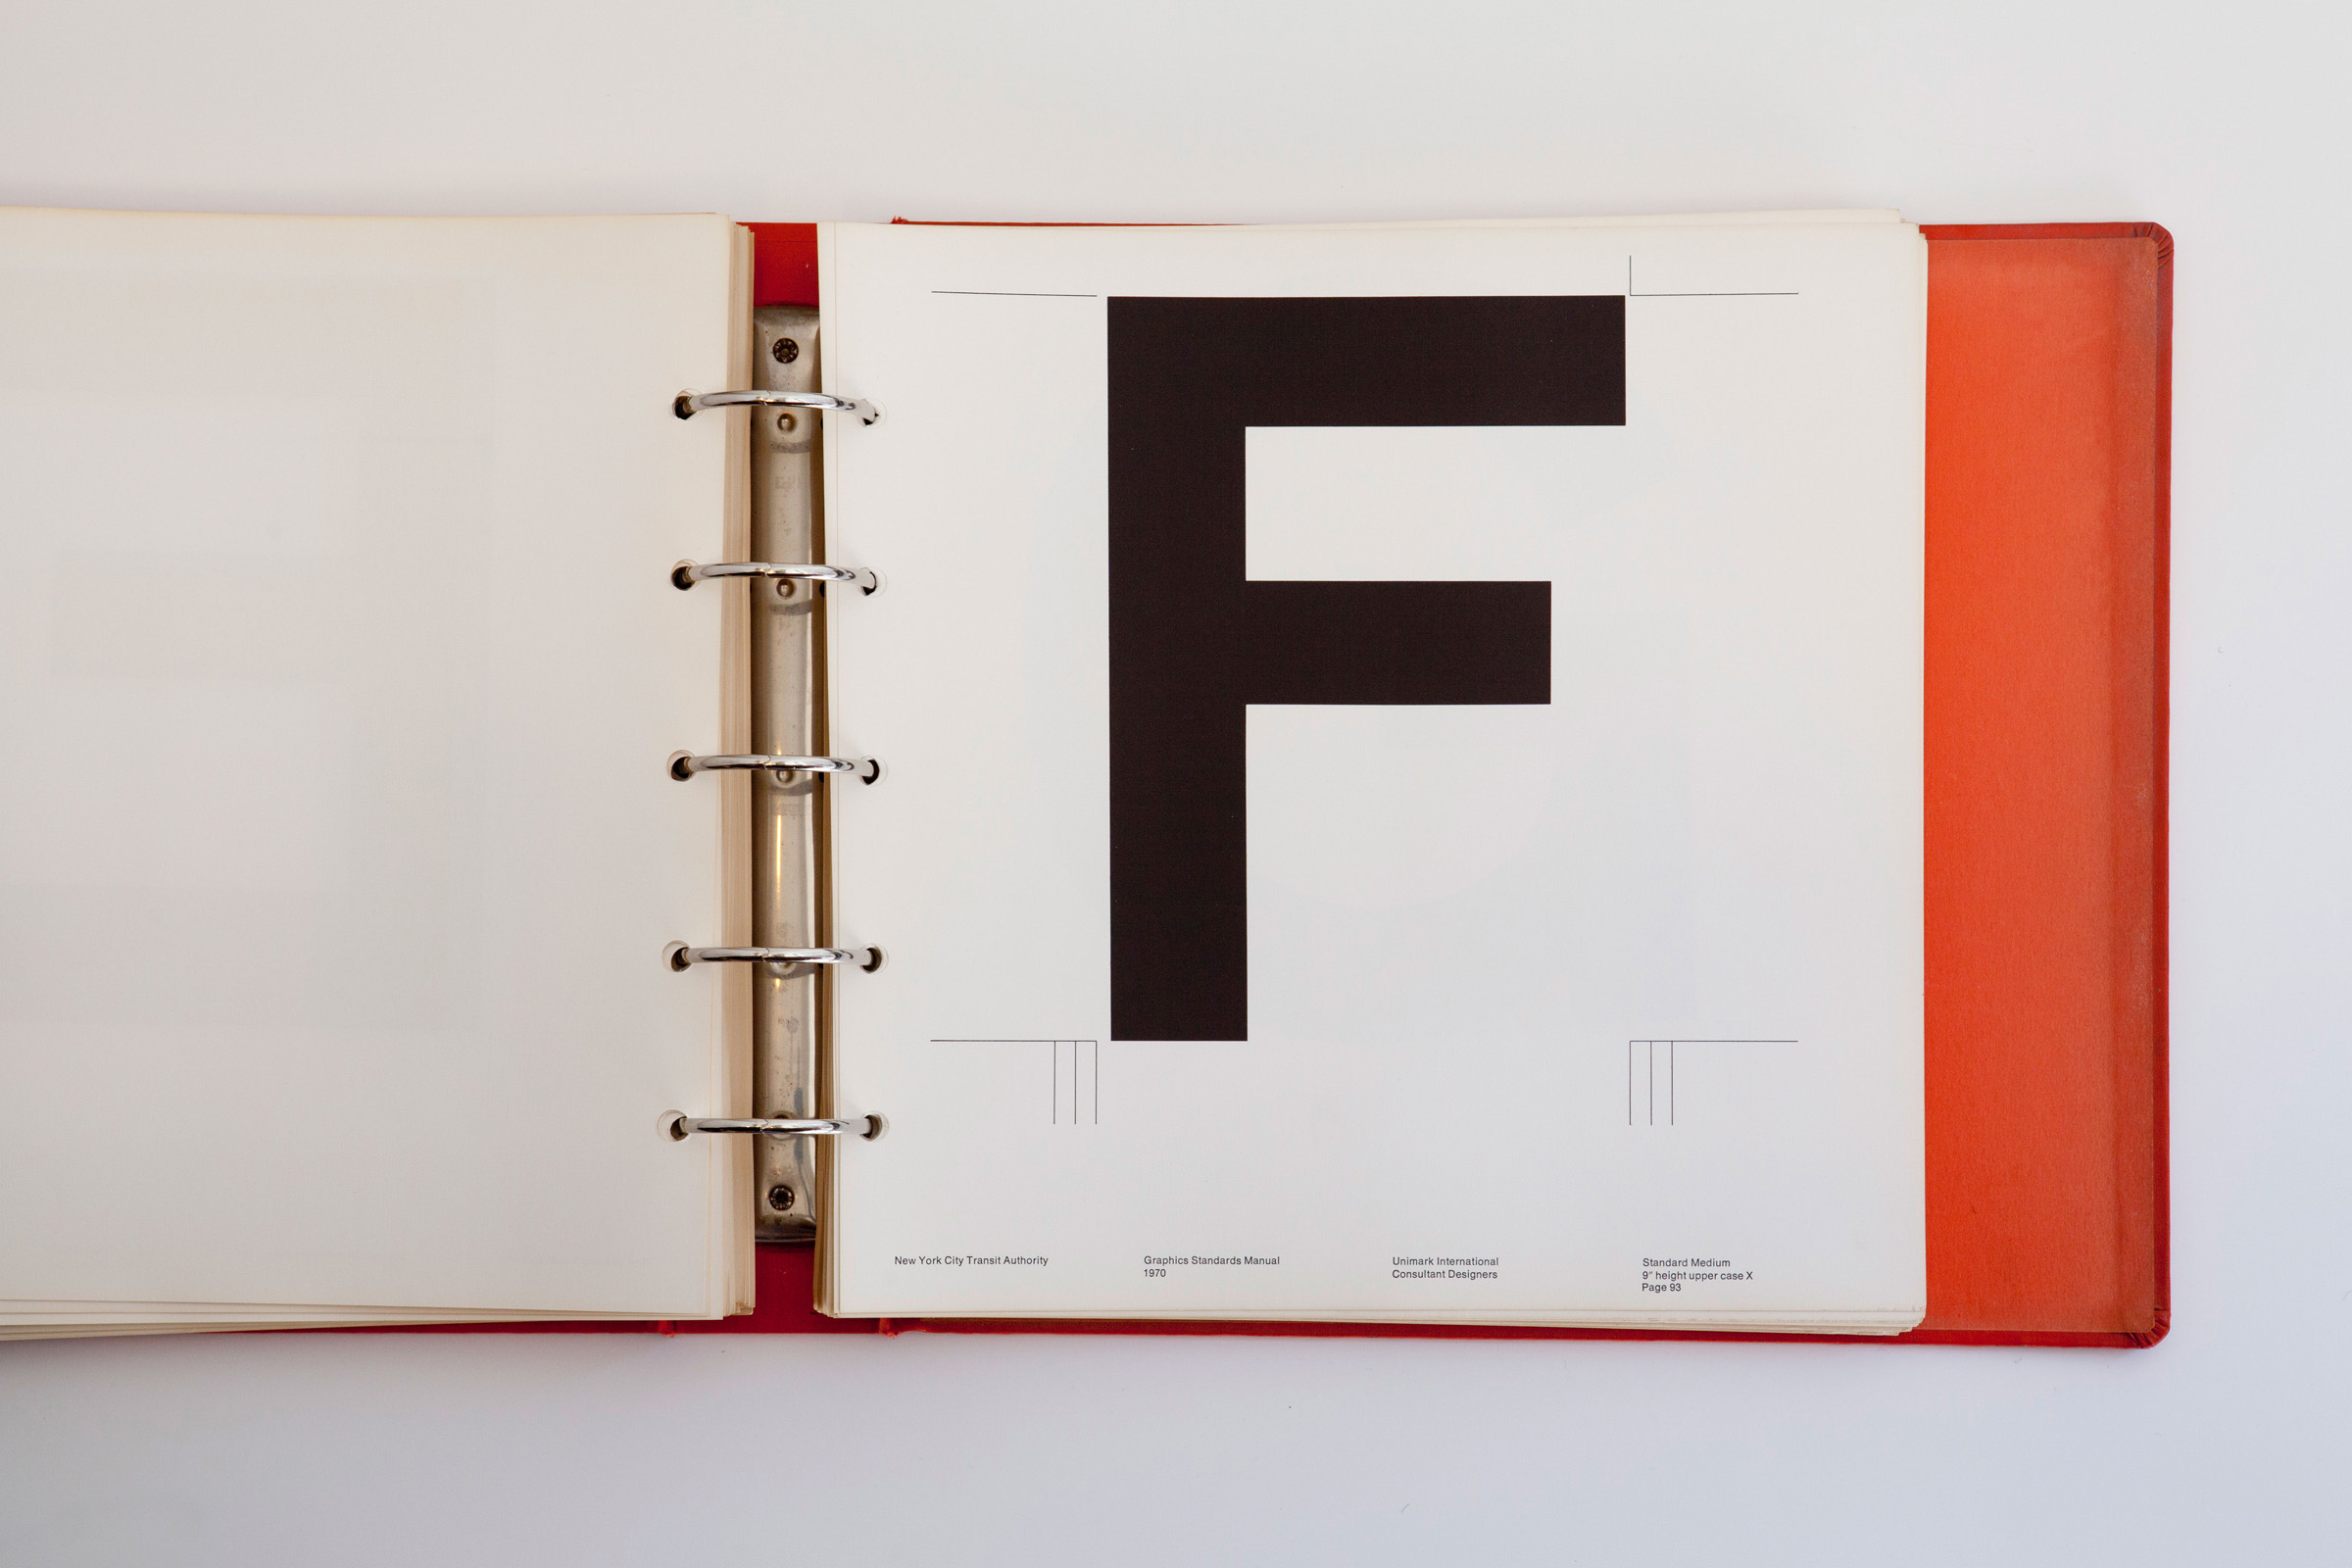 F
New York City Transit Authority
Graphics Standards Manual
1970
Unimark International
Consultant Designers
Standard Medium
9" height upper case X
Page 93